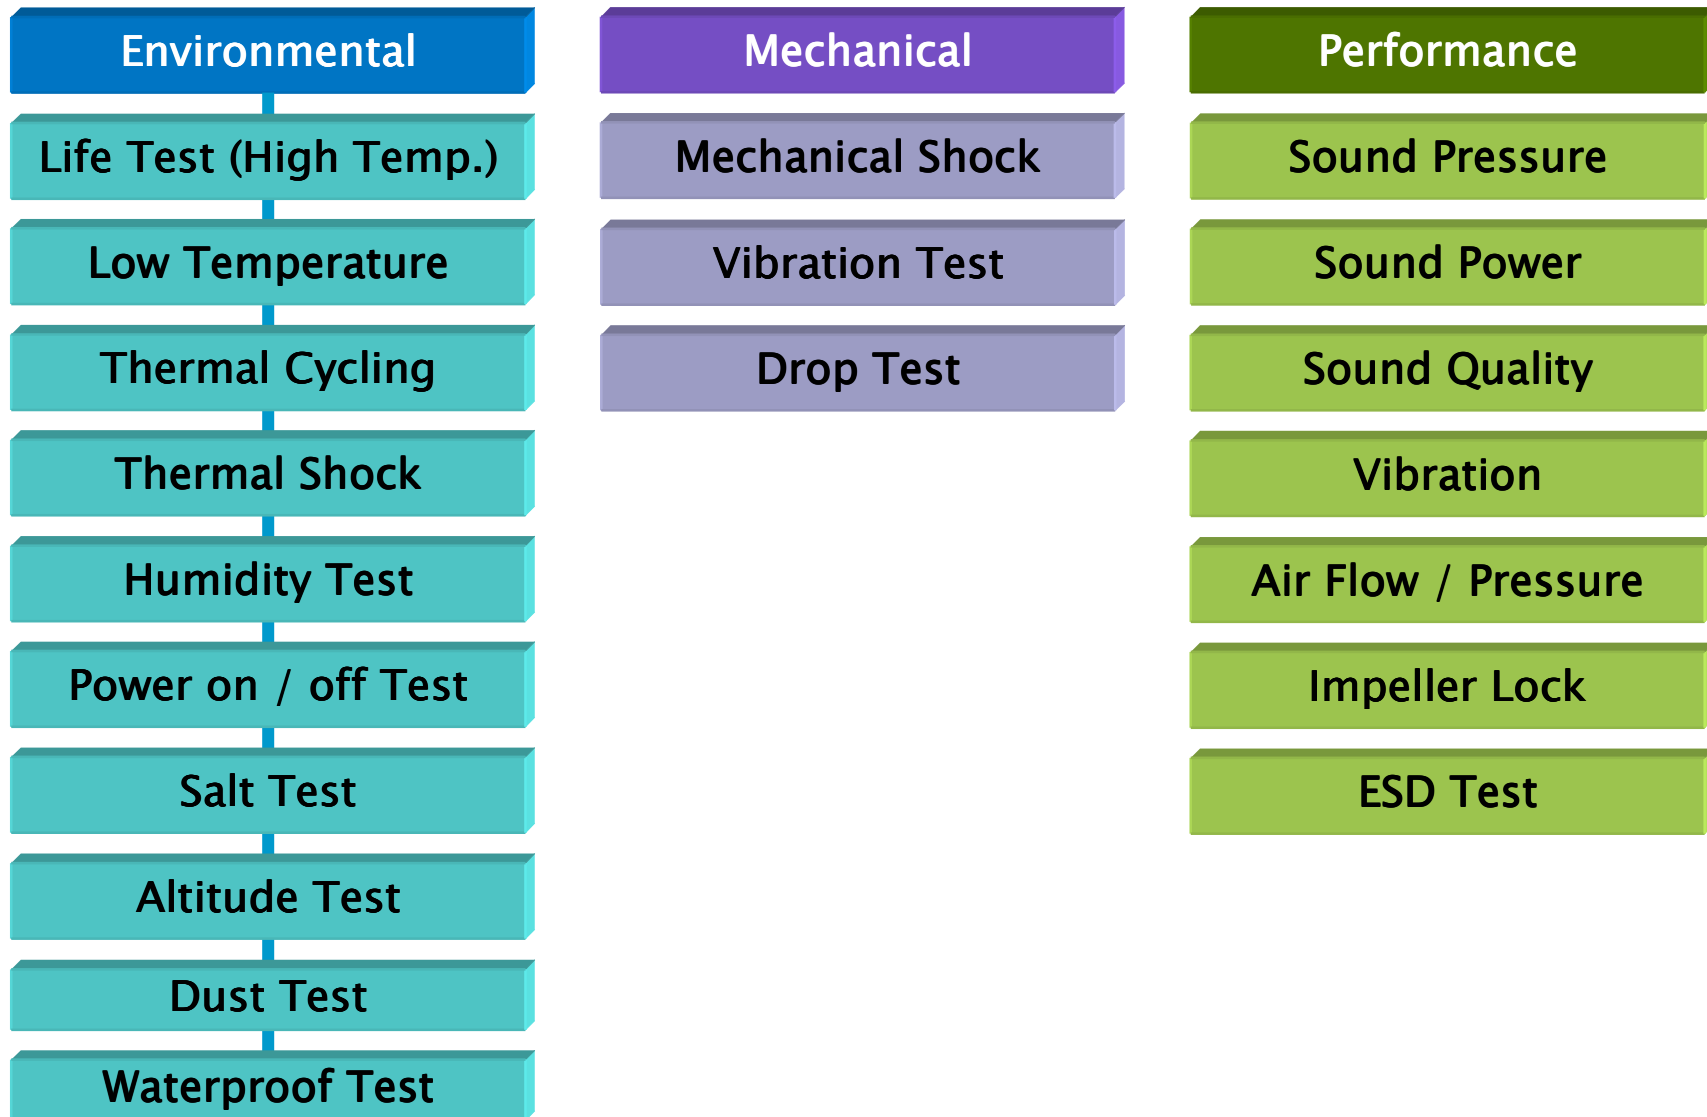 Environmental
Life Test (High Temp.)
Low Temperature
Thermal Cycling
Thermal Shock
Humidity Test
Power on / off Test
Salt Test
Altitude Test
Dust Test
Waterproof Test
Mechanical
Mechanical Shock
Vibration Test
Drop Test
Performance
Sound Pressure
Sound Power
Sound Quality
Vibration
Air Flow / Pressure
Impeller Lock
ESD Test